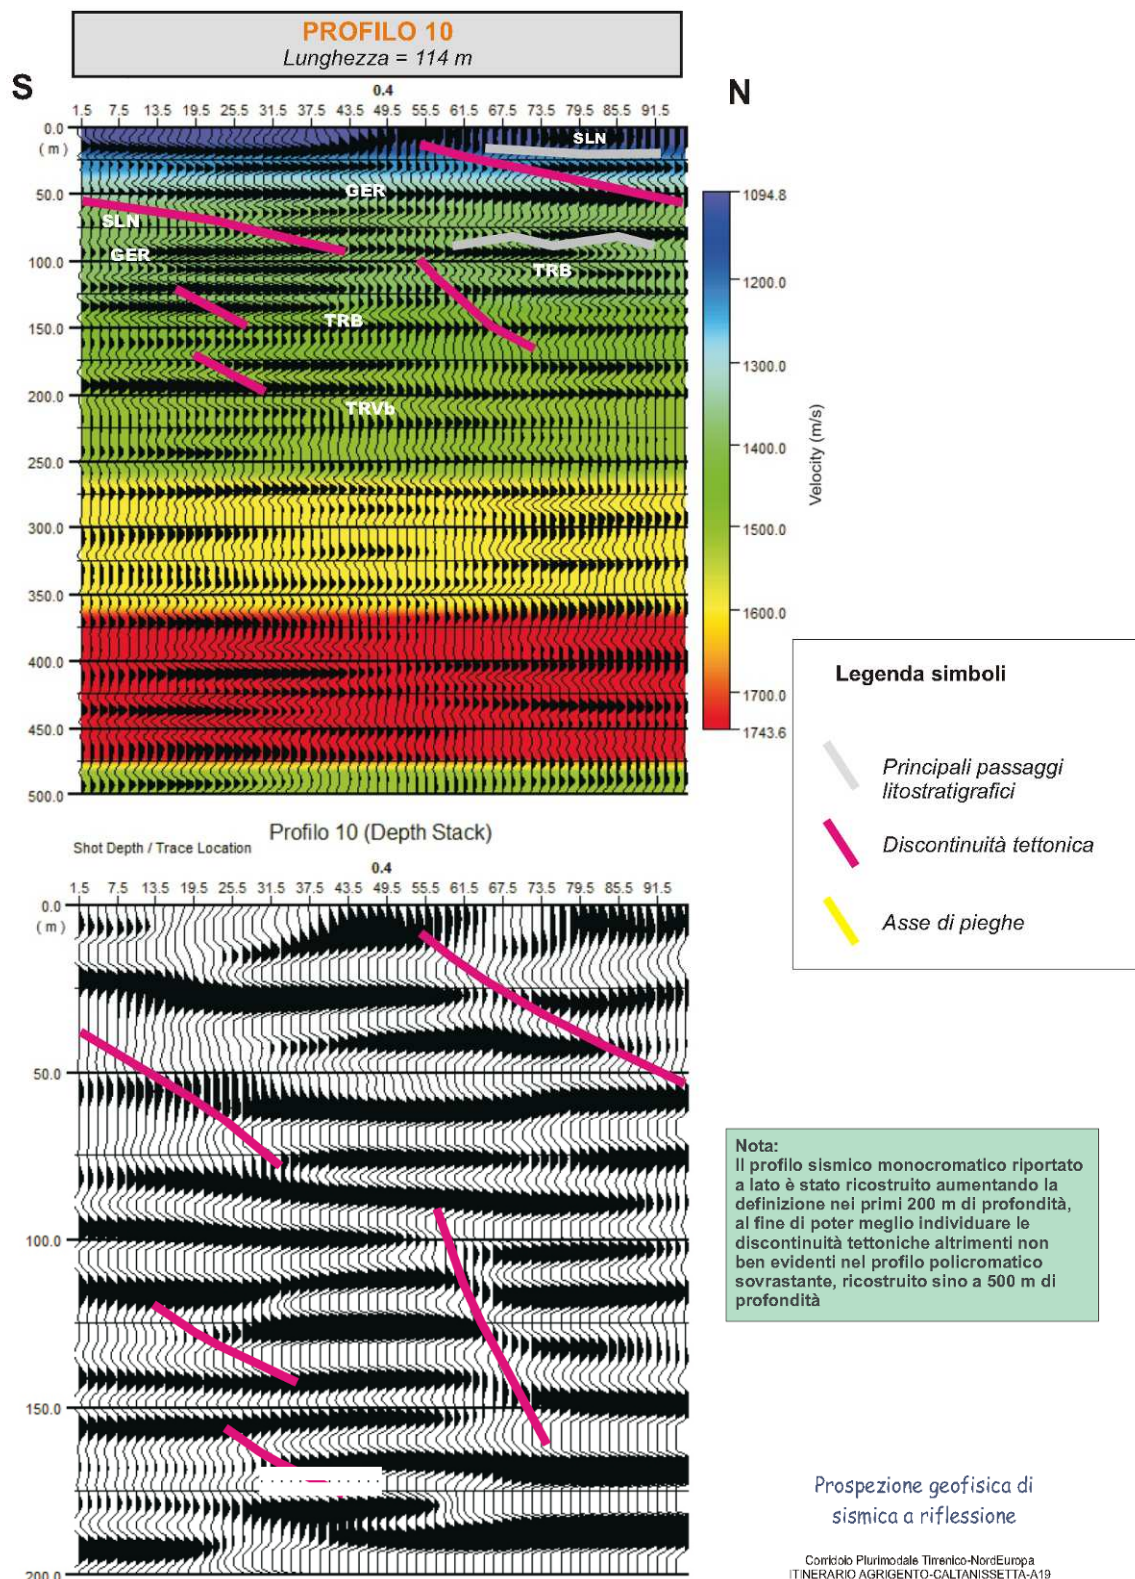 PROFILO 10
Lunghezza = 114 m
S
N
0.4
1.5 7.5 13.5 19.5 25.5 31.5 37.5 43.5 49.5 55.5 61.5 67.5 73.5 79.5 85.5 91.5
0.0
(m)
50.0
100.0
150.0
200.0
250.0
300.0
350.0
400.0
450.0
500.0
SLN
GER
SLN
GER
TRB
TRB
TRVb
1094.8
1200.0
1300.0
1400.0
1500.0
1600.0
1700.0
1743.6
Velocity (m/s)
Legenda simboli
Principali passaggi
litostratigrafici
Discontinuità tettonica
Asse di pieghe
Profilo 10 (Depth Stack)
Shot Depth / Trace Location
0.4
1.5 7.5 13.5 19.5 25.5 31.5 37.5 43.5 49.5 55.5 61.5 67.5 73.5 79.5 85.5 91.5
0.0
(m)
50.0
100.0
150.0
200.0
Nota:
Il profilo sismico monocromatico riportato
a lato è stato ricostruito aumentando la
definizione nei primi 200 m di profondità,
al fine di poter meglio individuare le
discontinuità tettoniche altrimenti non
ben evidenti nel profilo policromatico
sovrastante, ricostruito sino a 500 m di
profondità
Prospezione geofisica di
sismica a riflessione
Corridoio Plurimodale Tirrenico-NordEuropa
ITINERARIO AGRIGENTO-CALTANISSETTA-A19